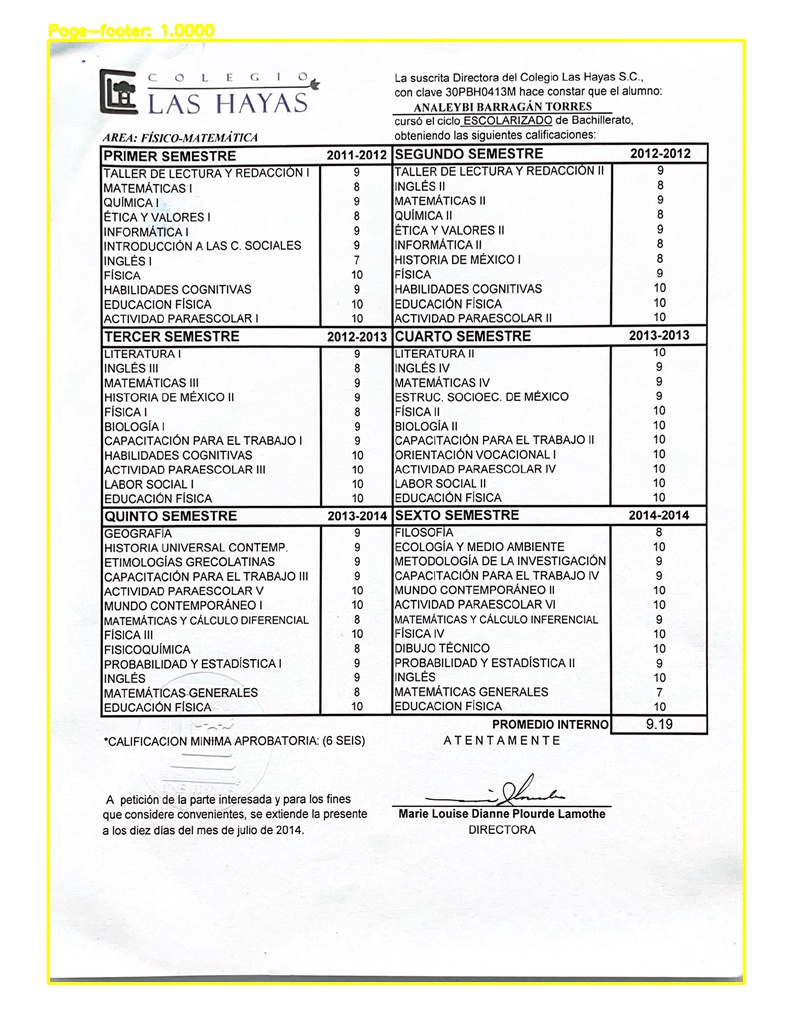 Page-footer: 1.0000
COLEGIO
LAS HAYAS
AREA: FÍSICO-MATEMÁTICA
La suscrita Directora del Colegio Las Hayas S.C.,
con clave 30PBH0413M hace constar que el alumno:
ANALEYBI BARRAGÁN TORRES
cursó el ciclo ESCOLARIZADO de Bachillerato,
obteniendo las siguientes calificaciones:
PRIMER SEMESTRE 2011-2012
TALLER DE LECTURA Y REDACCIÓN I 9
MATEMÁTICAS I 8
QUÍMICA I 9
ÉTICA Y VALORES I 8
INFORMÁTICA I 9
INTRODUCCIÓN A LAS C. SOCIALES 9
INGLÉS I 7
FÍSICA 10
HABILIDADES COGNITIVAS 9
EDUCACION FÍSICA 10
ACTIVIDAD PARAESCOLAR I 10
SEGUNDO SEMESTRE 2012-2012
TALLER DE LECTURA Y REDACCIÓN II 9
INGLÉS II 8
MATEMÁTICAS II 9
QUÍMICA II 8
ÉTICA Y VALORES II 9
INFORMÁTICA II 8
HISTORIA DE MÉXICO I 8
FÍSICA 9
HABILIDADES COGNITIVAS 10
EDUCACIÓN FÍSICA 10
ACTIVIDAD PARAESCOLAR II 10
TERCER SEMESTRE 2012-2013
LITERATURA I 9
INGLÉS III 8
MATEMÁTICAS III 9
HISTORIA DE MÉXICO II 9
FÍSICA I 8
BIOLOGÍA I 9
CAPACITACIÓN PARA EL TRABAJO I 9
HABILIDADES COGNITIVAS 10
ACTIVIDAD PARAESCOLAR III 10
LABOR SOCIAL I 10
EDUCACIÓN FÍSICA 10
CUARTO SEMESTRE 2013-2013
LITERATURA II 10
INGLÉS IV 9
MATEMÁTICAS IV 9
ESTRUC. SOCIOEC. DE MÉXICO 9
FÍSICA II 10
BIOLOGÍA II 10
CAPACITACIÓN PARA EL TRABAJO II 10
ORIENTACIÓN VOCACIONAL I 10
ACTIVIDAD PARAESCOLAR IV 10
LABOR SOCIAL II 10
EDUCACIÓN FÍSICA 10
QUINTO SEMESTRE 2013-2014
GEOGRAFÍA 9
HISTORIA UNIVERSAL CONTEMP. 9
ETIMOLOGÍAS GRECOLATINAS 9
CAPACITACIÓN PARA EL TRABAJO III 9
ACTIVIDAD PARAESCOLAR V 10
MUNDO CONTEMPORÁNEO I 10
MATEMÁTICAS Y CÁLCULO DIFERENCIAL 8
FÍSICA III 10
FISICOQUÍMICA 8
PROBABILIDAD Y ESTADÍSTICA I 9
INGLÉS 9
MATEMÁTICAS GENERALES 8
EDUCACIÓN FÍSICA 10
SEXTO SEMESTRE 2014-2014
FILOSOFÍA 8
ECOLOGÍA Y MEDIO AMBIENTE 10
METODOLOGÍA DE LA INVESTIGACIÓN 9
CAPACITACIÓN PARA EL TRABAJO IV 9
MUNDO CONTEMPORÁNEO II 10
ACTIVIDAD PARAESCOLAR VI 10
MATEMÁTICAS Y CÁLCULO INFERENCIAL 9
FÍSICA IV 10
DIBUJO TÉCNICO 10
PROBABILIDAD Y ESTADÍSTICA II 9
INGLÉS 10
MATEMÁTICAS GENERALES 7
EDUCACION FÍSICA 10
PROMEDIO INTERNO 9.19
*CALIFICACION MINIMA APROBATORIA: (6 SEIS)
ATENTAMENTE
A petición de la parte interesada y para los fines
que considere convenientes, se extiende la presente
a los diez días del mes de julio de 2014.
Marie Louise Dianne Plourde Lamothe
DIRECTORA